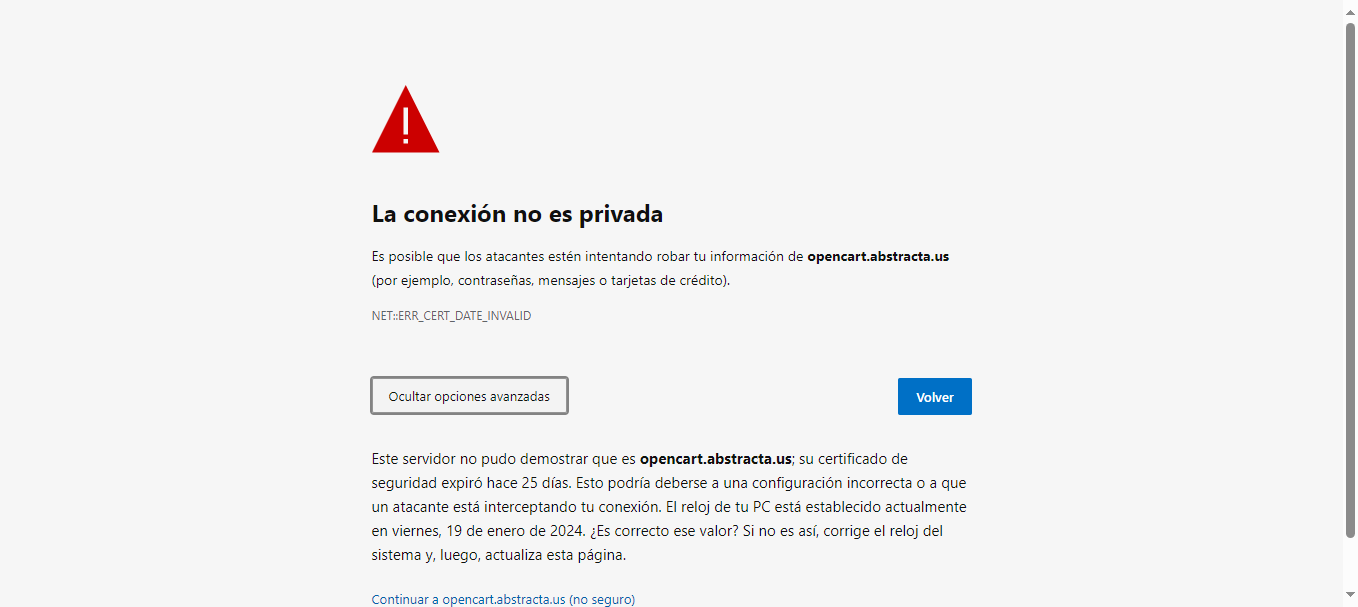 La conexión no es privada
Es posible que los atacantes estén intentando robar tu información de opencart.abstracta.us
(por ejemplo, contraseñas, mensajes o tarjetas de crédito).
NET::ERR_CERT_DATE_INVALID
Ocultar opciones avanzadas
Volver
Este servidor no pudo demostrar que es opencart.abstracta.us; su certificado de
seguridad expiró hace 25 días. Esto podría deberse a una configuración incorrecta o a que
un atacante está interceptando tu conexión. El reloj de tu PC está establecido actualmente
en viernes, 19 de enero de 2024. ¿Es correcto ese valor? Si no es así, corrige el reloj del
sistema y, luego, actualiza esta página.
Continuar a opencart.abstracta.us (no seguro)